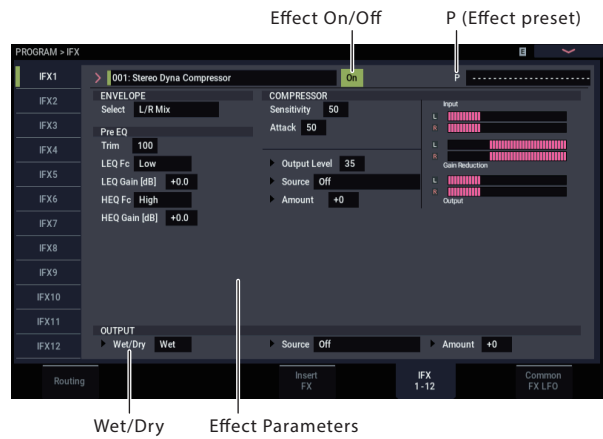 Effect On/Off P (Effect preset)
PROGRAM > IFX E
IFX1 001: Stereo Dyna Compressor On P ----------------------
IFX2 ENVELOPE COMPRESSOR
Select L/R Mix Sensitivity 50 Input
IFX3 Pre EQ Attack 50 L
R
IFX4 Trim 100 L
R
LEQ Fc Low Output Level 35 Gain Reduction
IFX5 LEQ Gain [dB] +0.0 Source Off L
R
IFX6 HEQ Fc High Amount +0 Output
IFX7 HEQ Gain [dB] +0.0
IFX8
IFX9
IFX10
IFX11
OUTPUT
IFX12 Wet/Dry Wet Source Off Amount +0
Routing Insert FX IFX 1-12 Common FX LFO
Wet/Dry Effect Parameters